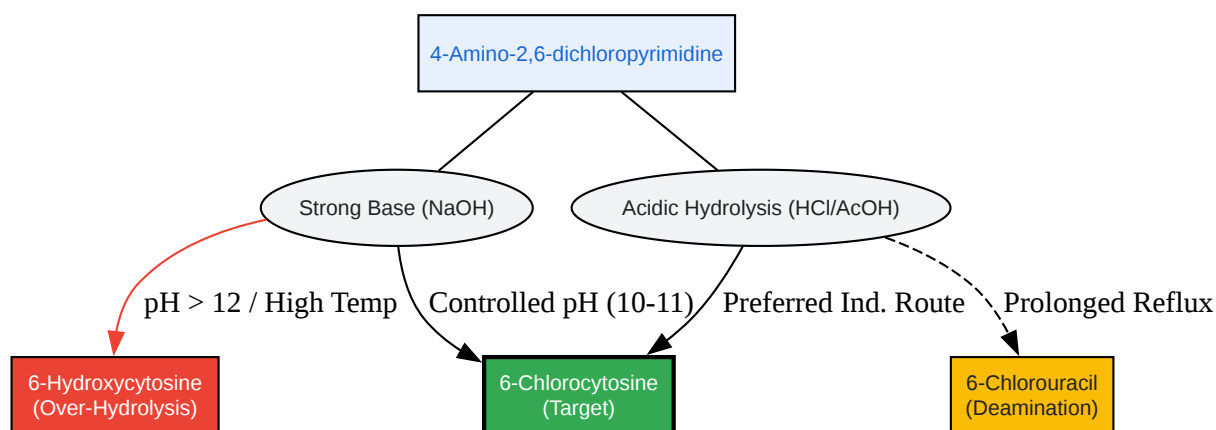 4-Amino-2,6-dichloropyrimidine
Strong Base (NaOH)
Acidic Hydrolysis (HCl/AcOH)
pH > 12 / High Temp
Controlled pH (10-11)
Preferred Ind. Route
Prolonged Reflux
6-Hydroxycytosine
(Over-Hydrolysis)
6-Chlorocytosine
(Target)
6-Chlorouracil
(Deamination)